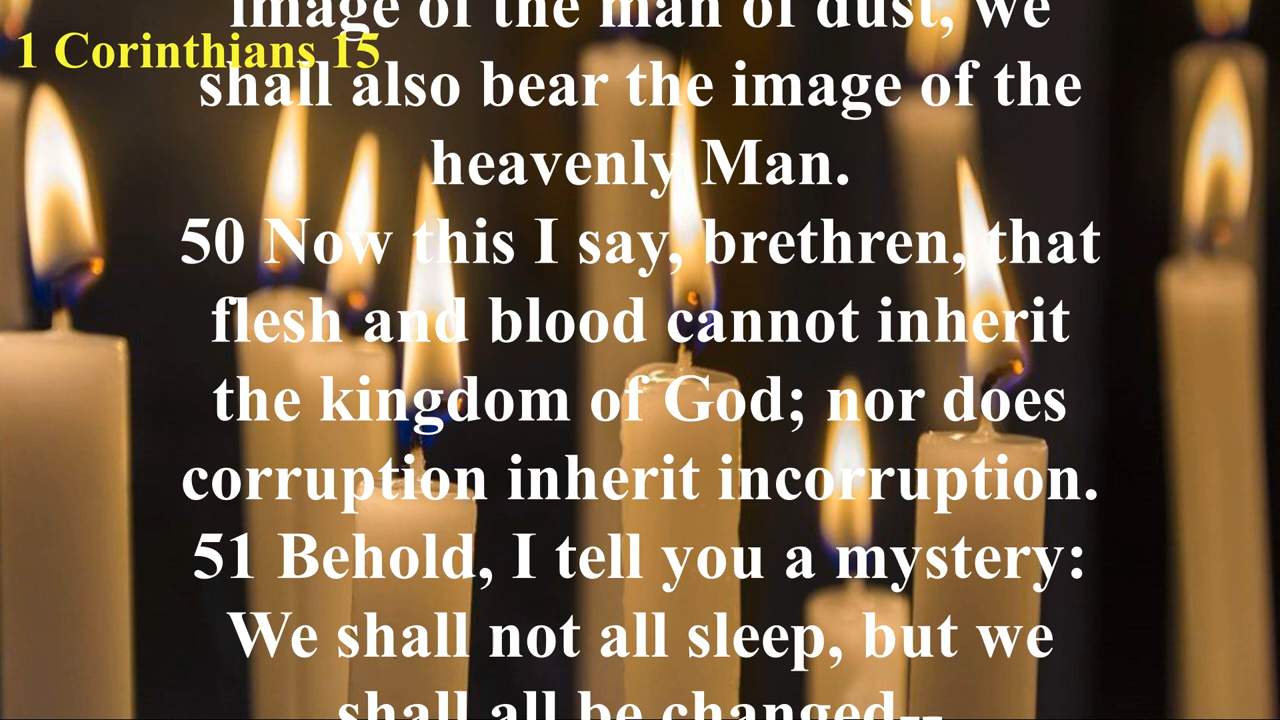 image of the man of dust, we
1 Corinthians 15
shall also bear the image of the
heavenly Man.
50 Now this I say, brethren, that
flesh and blood cannot inherit
the kingdom of God; nor does
corruption inherit incorruption.
51 Behold, I tell you a mystery:
We shall not all sleep, but we
shall all be changed--